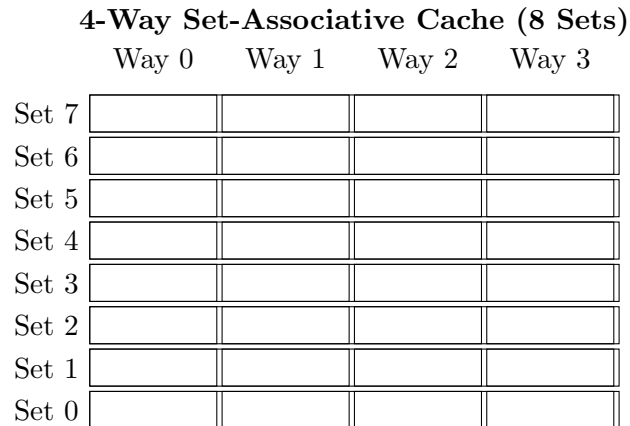 4-Way Set-Associative Cache (8 Sets)
Way 0 Way 1 Way 2 Way 3
Set 7
Set 6
Set 5
Set 4
Set 3
Set 2
Set 1
Set 0